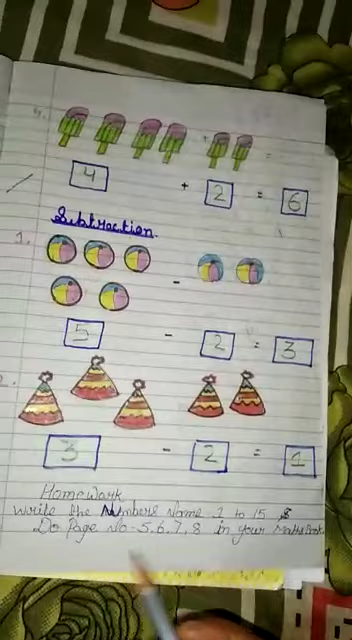 4 + 2 = 6
Subtraction.
1.
-
5 - 2 = 3
2.
3 - 2 = 1
Homework
Write the Numbers Name 1 to 15 &
Do Page No- 5, 6, 7, 8 in your Maths Book